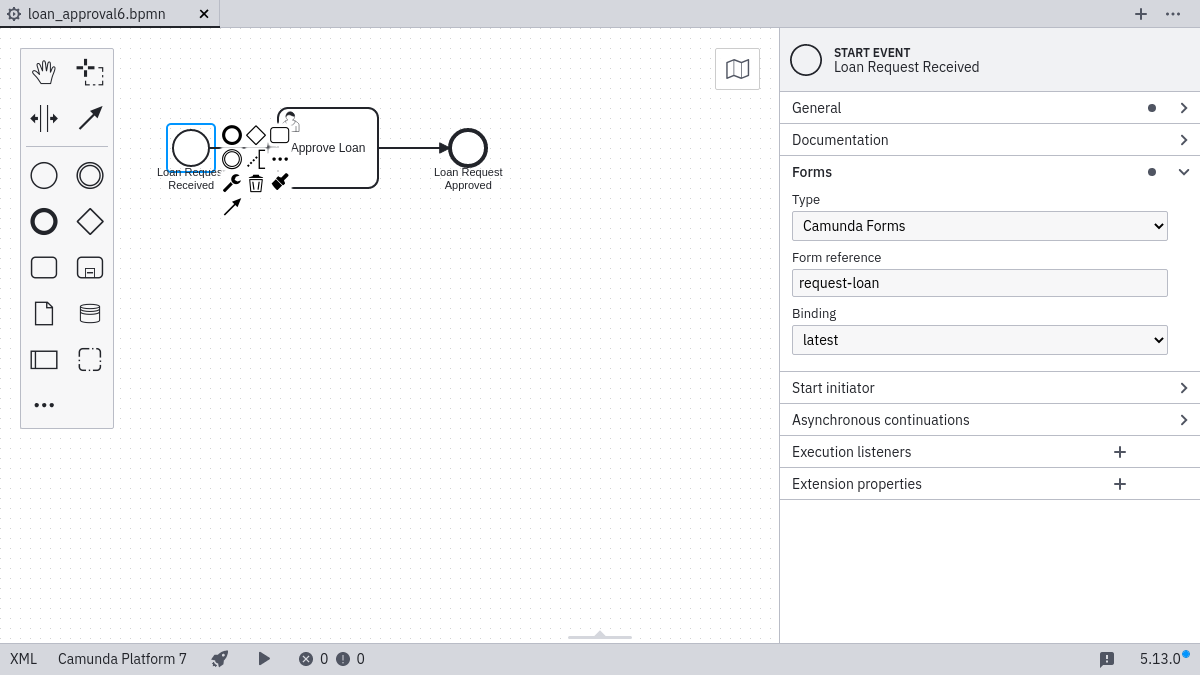 loan_approval6.bpmn
START EVENT
Loan Request Received
General
Documentation
Forms
Type
Camunda Forms
Form reference
request-loan
Binding
latest
Start initiator
Asynchronous continuations
Execution listeners
Extension properties
Loan Reques
Received
Approve Loan
Loan Request
Approved
XML
Camunda Platform 7
0
0
5.13.0